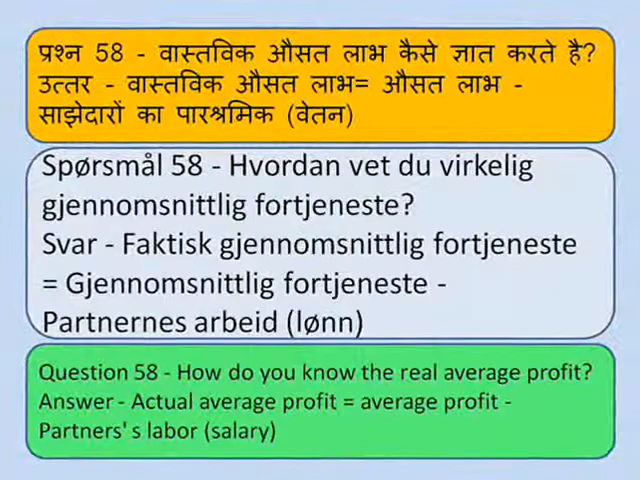 प्रश्न 58 - वास्तविक औसत लाभ कैसे ज्ञात करते है?
उत्तर - वास्तविक औसत लाभ= औसत लाभ -
साझेदारों का पारश्रमिक (वेतन)
Spørsmål 58 - Hvordan vet du virkelig
gjennomsnittlig fortjeneste?
Svar - Faktisk gjennomsnittlig fortjeneste
= Gjennomsnittlig fortjeneste -
Partnernes arbeid (lønn)
Question 58 - How do you know the real average profit?
Answer - Actual average profit = average profit -
Partners' s labor (salary)